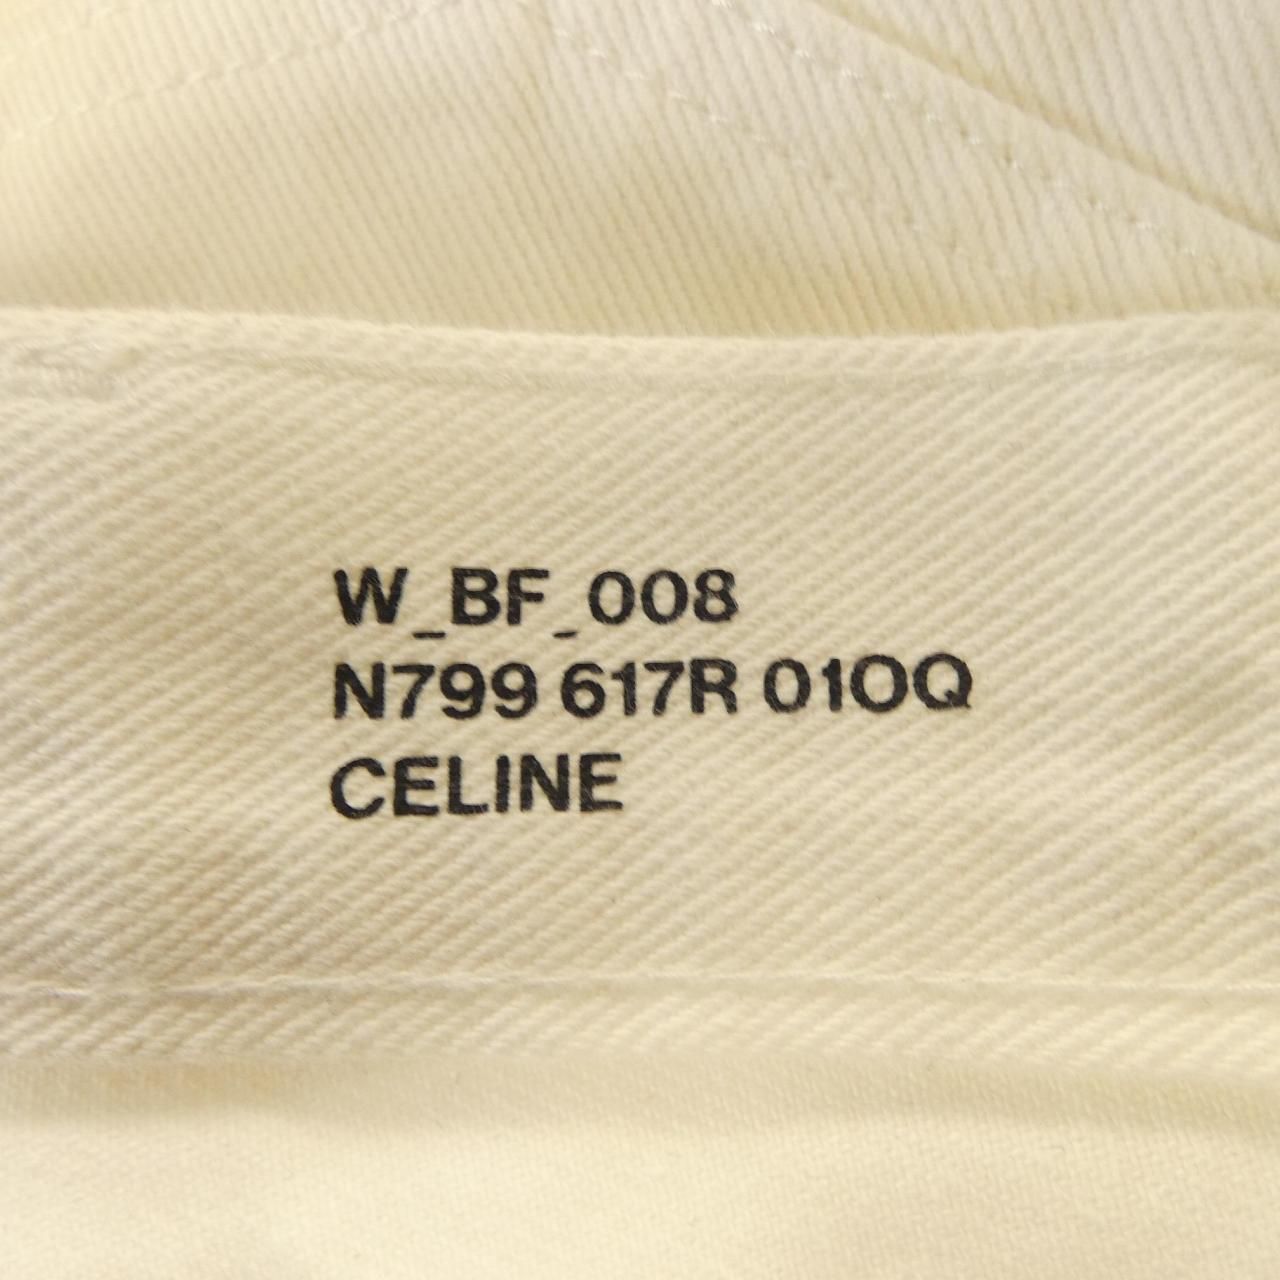 W_BF_008
N799 617R 01OQ
CELINE